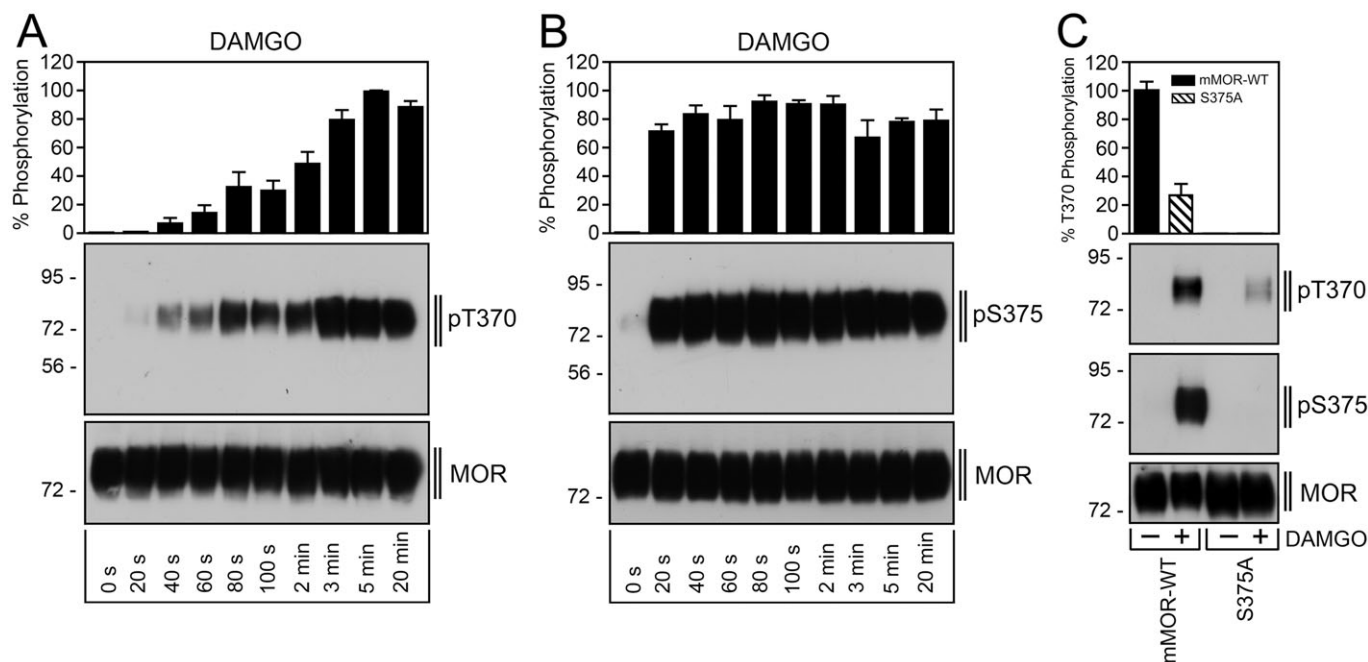 A
DAMGO
% Phosphorylation
120
100
80
60
40
20
0
95 -
72 -
56 -
pT370
72 -
MOR
0 s
20 s
40 s
60 s
80 s
100 s
2 min
3 min
5 min
20 min
B
DAMGO
% Phosphorylation
120
100
80
60
40
20
0
95 -
72 -
56 -
pS375
72 -
MOR
0 s
20 s
40 s
60 s
80 s
100 s
2 min
3 min
5 min
20 min
C
% T370 Phosphorylation
120
100
80
60
40
20
0
mMOR-WT
S375A
95 -
72 -
pT370
95 -
72 -
pS375
72 -
MOR
− + − + DAMGO
mMOR-WT
S375A